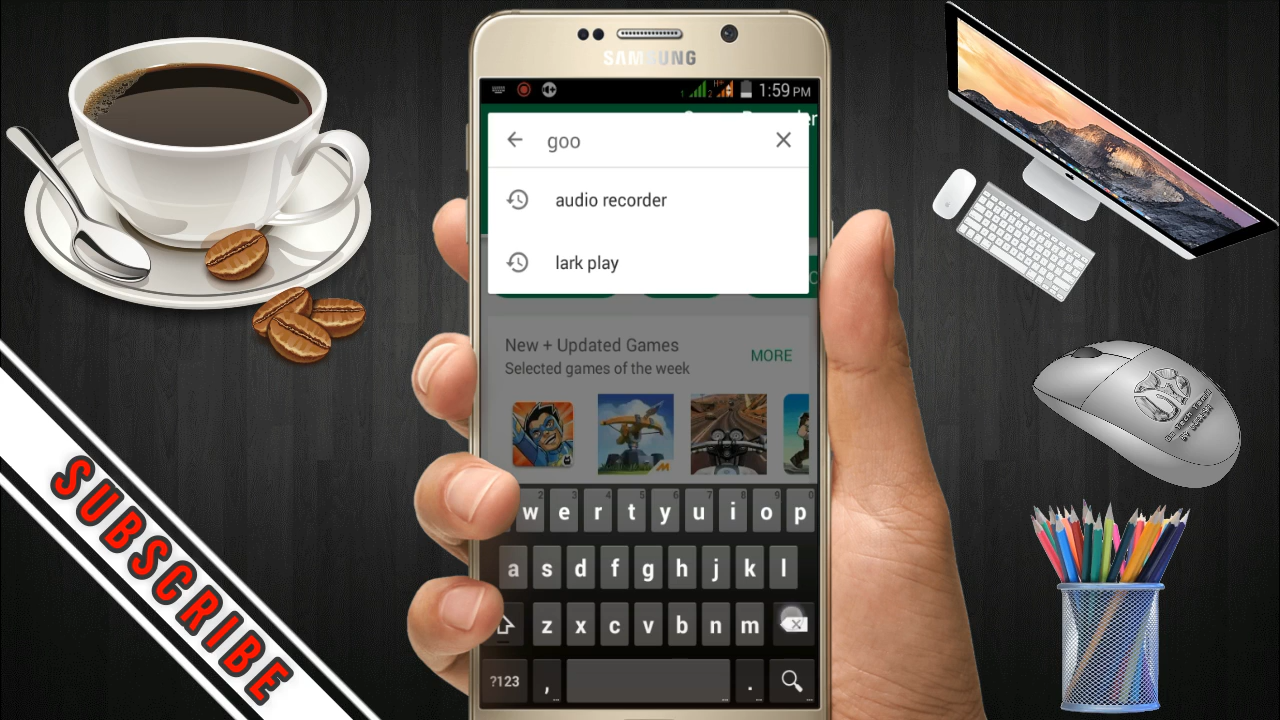 SAMSUNG
1:59 PM
goo
audio recorder
lark play
New + Updated Games
MORE
Selected games of the week
w e r t y u i o p
a s d f g h j k l
z x c v b n m
?123 , .
SUBSCRIBE